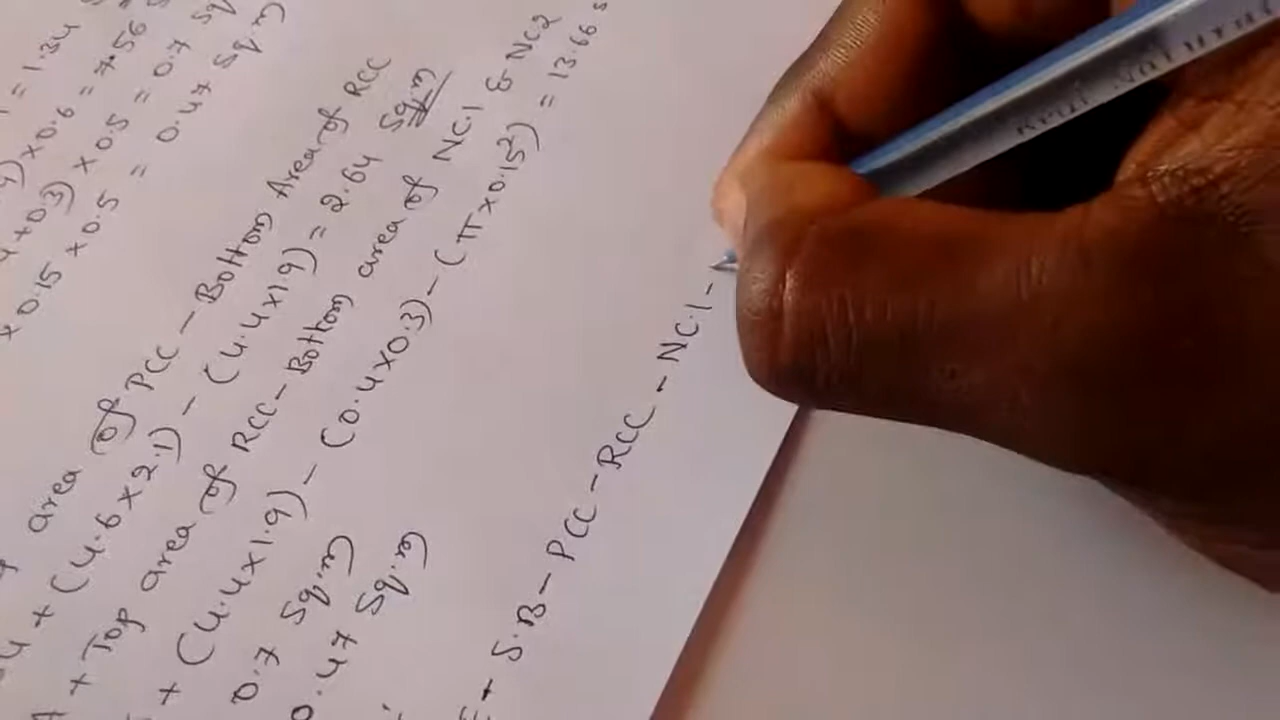 = 1.34
) × 0.6 = 7.56
+ 0.3) × 0.5 = 0.7 Sq
× 0.15 × 0.5 = 0.47 Sq.m
area of PCC - Bottom Area of RCC
+ (4.6 × 2.1) - (4.4 × 1.9) = 2.64 Sq.m
+ Top area of RCC - Bottom area of NC.1 & NC2
+ (4.4 × 1.9) - (0.4 × 0.3) - (π × 0.15²) = 13.66 s
0.7 Sq.m
0.47 Sq.m
S.B - PCC - RCC - NC.1 -